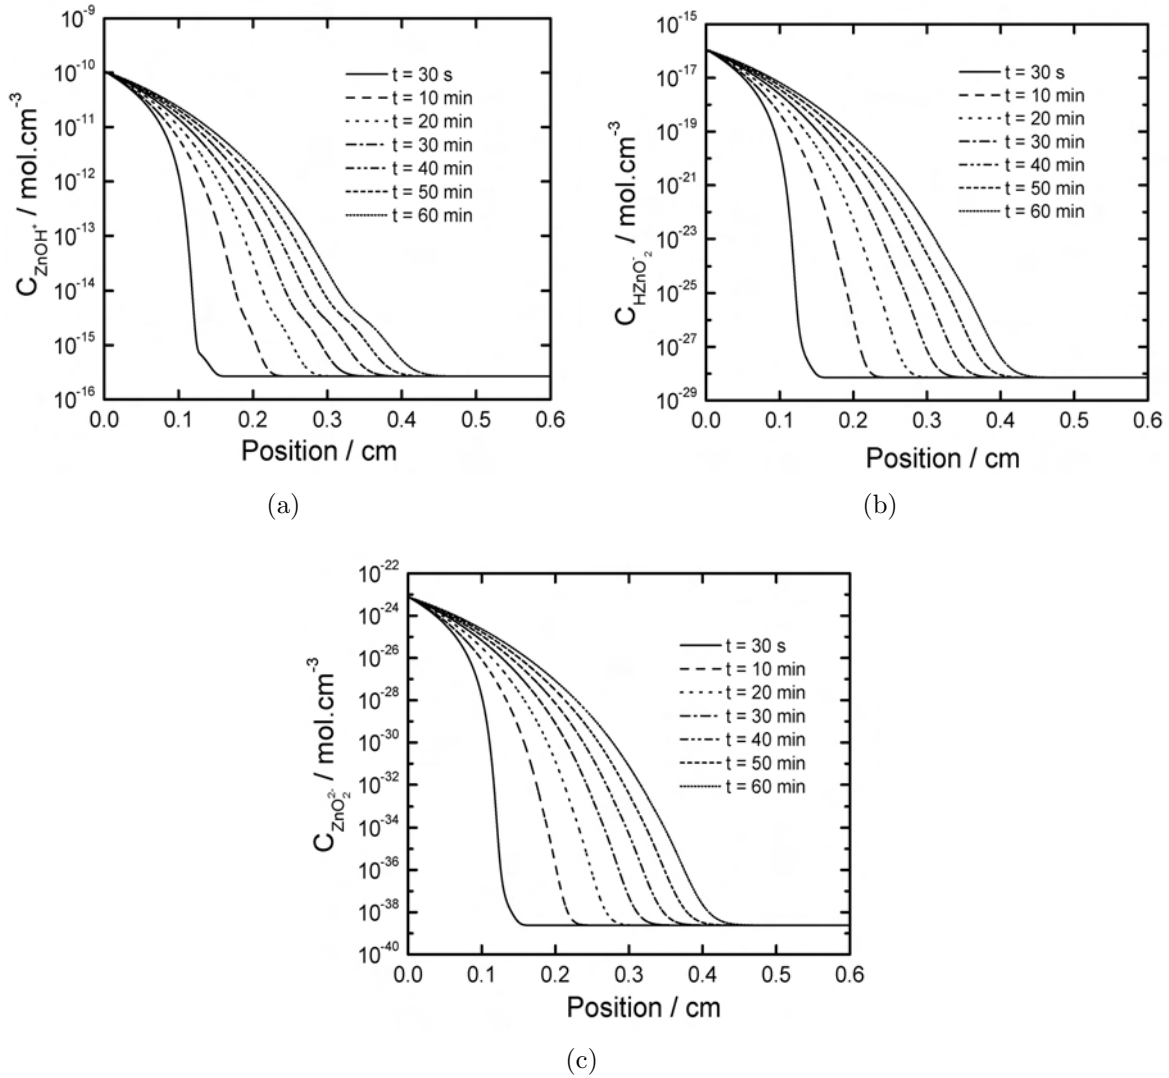 10⁻⁹
10⁻¹⁰
10⁻¹¹
10⁻¹²
10⁻¹³
10⁻¹⁴
10⁻¹⁵
10⁻¹⁶
C_ZnOH⁺ / mol.cm⁻³
t = 30 s
t = 10 min
t = 20 min
t = 30 min
t = 40 min
t = 50 min
t = 60 min
0.0 0.1 0.2 0.3 0.4 0.5 0.6
Position / cm
(a)
10⁻¹⁵
10⁻¹⁷
10⁻¹⁹
10⁻²¹
10⁻²³
10⁻²⁵
10⁻²⁷
10⁻²⁹
C_HZnO₂⁻ / mol.cm⁻³
t = 30 s
t = 10 min
t = 20 min
t = 30 min
t = 40 min
t = 50 min
t = 60 min
0.0 0.1 0.2 0.3 0.4 0.5 0.6
Position / cm
(b)
10⁻²²
10⁻²⁴
10⁻²⁶
10⁻²⁸
10⁻³⁰
10⁻³²
10⁻³⁴
10⁻³⁶
10⁻³⁸
10⁻⁴⁰
C_ZnO₂²⁻ / mol.cm⁻³
t = 30 s
t = 10 min
t = 20 min
t = 30 min
t = 40 min
t = 50 min
t = 60 min
0.0 0.1 0.2 0.3 0.4 0.5 0.6
Position / cm
(c)